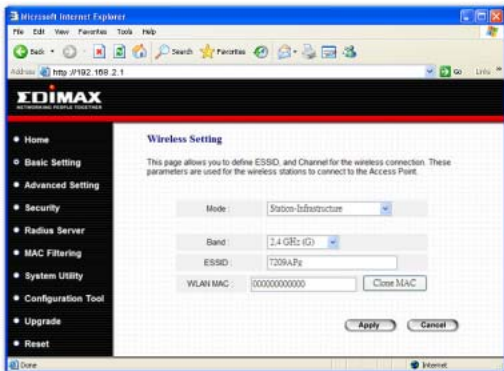 Microsoft Internet Explorer
File Edit View Favorites Tools Help
Back Search Favorites
Address http://192.168.2.1 Go Links »
EDIMAX
NETWORKING PEOPLE TOGETHER
Home
Basic Setting
Advanced Setting
Security
Radius Server
MAC Filtering
System Utility
Configuration Tool
Upgrade
Reset
Wireless Setting
This page allows you to define ESSID, and Channel for the wireless connection. These
parameters are used for the wireless stations to connect to the Access Point.
Mode : Station-Infrastructure
Band : 2.4 GHz (G)
ESSID : 7209APg
WLAN MAC : 000000000000 Clone MAC
Apply Cancel
Done Internet